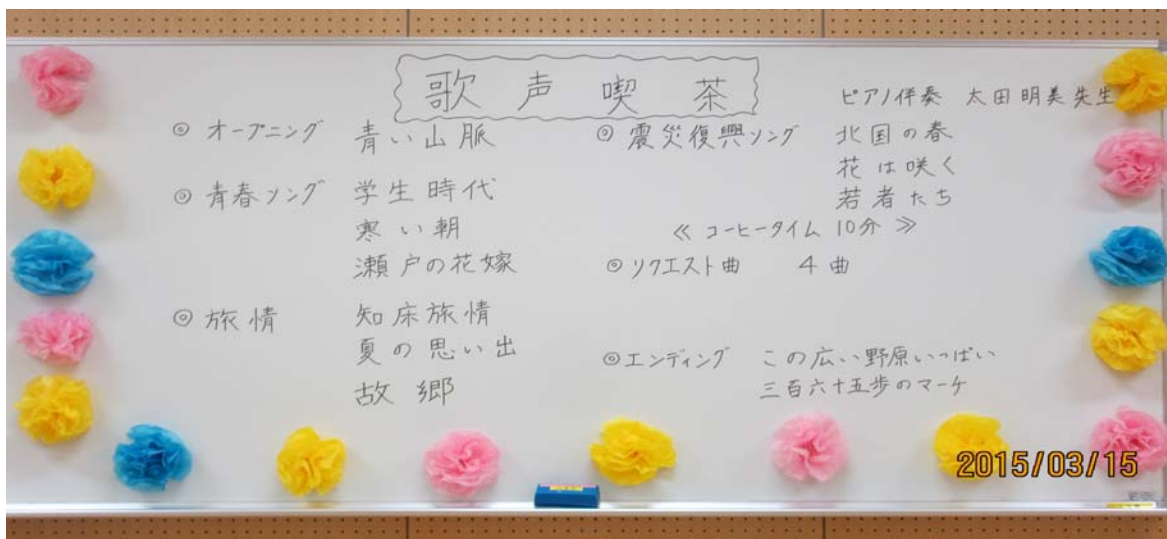 歌声喫茶
ピアノ伴奏 太田明美先生
◎ オープニング 青い山脈
◎ 青春ソング 学生時代
寒い朝
瀬戸の花嫁
◎ 旅情 知床旅情
夏の思い出
故郷
◎ 震災復興ソング 北国の春
花は咲く
若者たち
≪ コーヒータイム 10分 ≫
◎ リクエスト曲 4曲
◎ エンディング この広い野原いっぱい
三百六十五歩のマーチ
2015/03/15